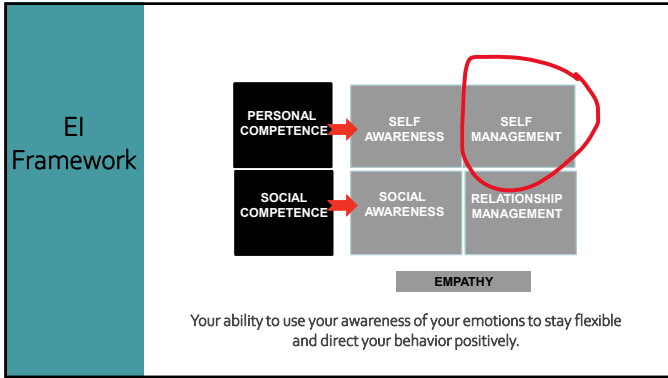 EI
Framework
PERSONAL
COMPETENCE
SELF
AWARENESS
SELF
MANAGEMENT
SOCIAL
COMPETENCE
SOCIAL
AWARENESS
RELATIONSHIP
MANAGEMENT
EMPATHY
Your ability to use your awareness of your emotions to stay flexible
and direct your behavior positively.